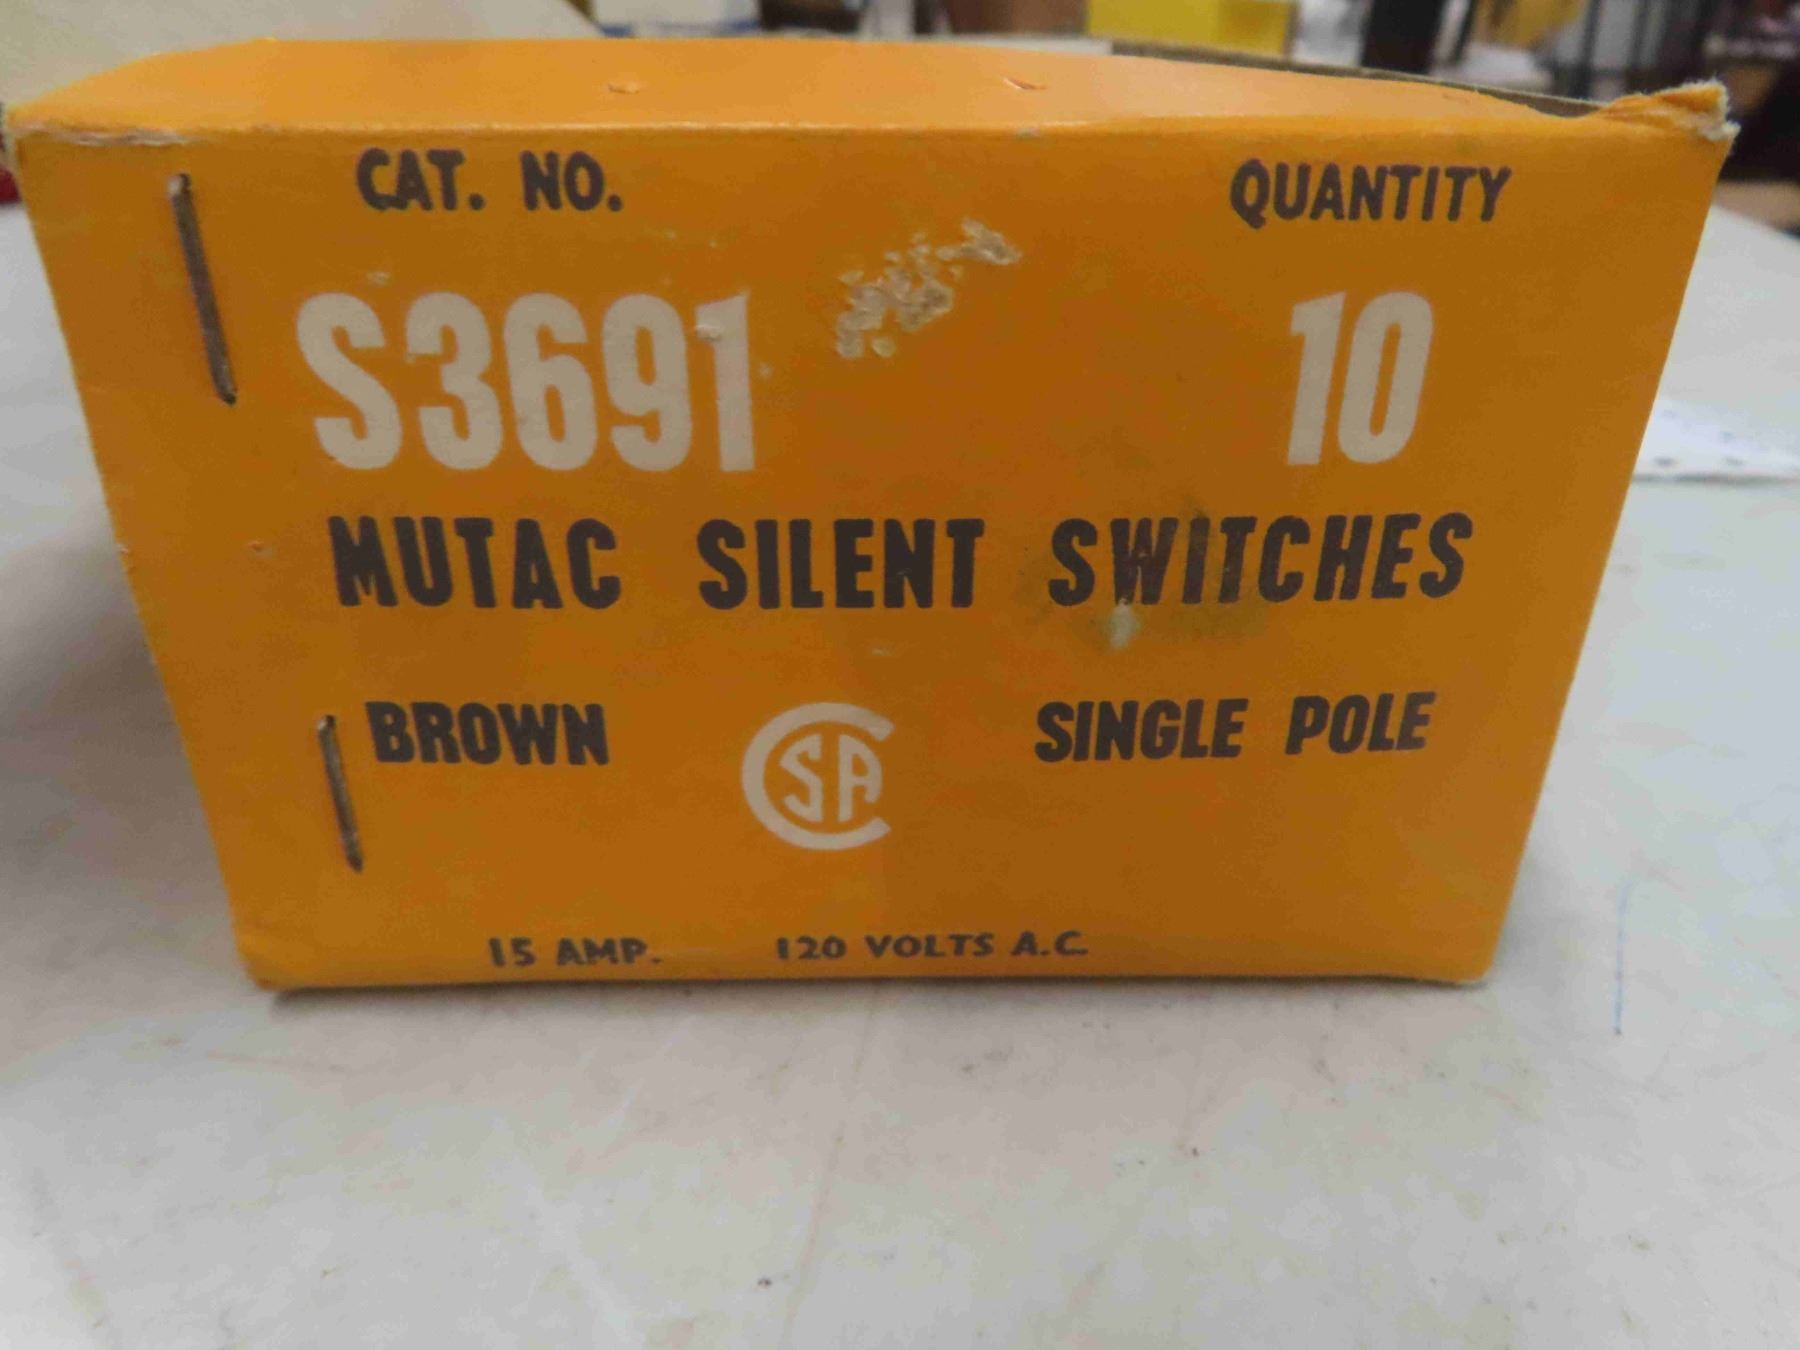 CAT. NO. QUANTITY
S3691 10
MUTAC SILENT SWITCHES
BROWN CSA SINGLE POLE
15 AMP. 120 VOLTS A.C.